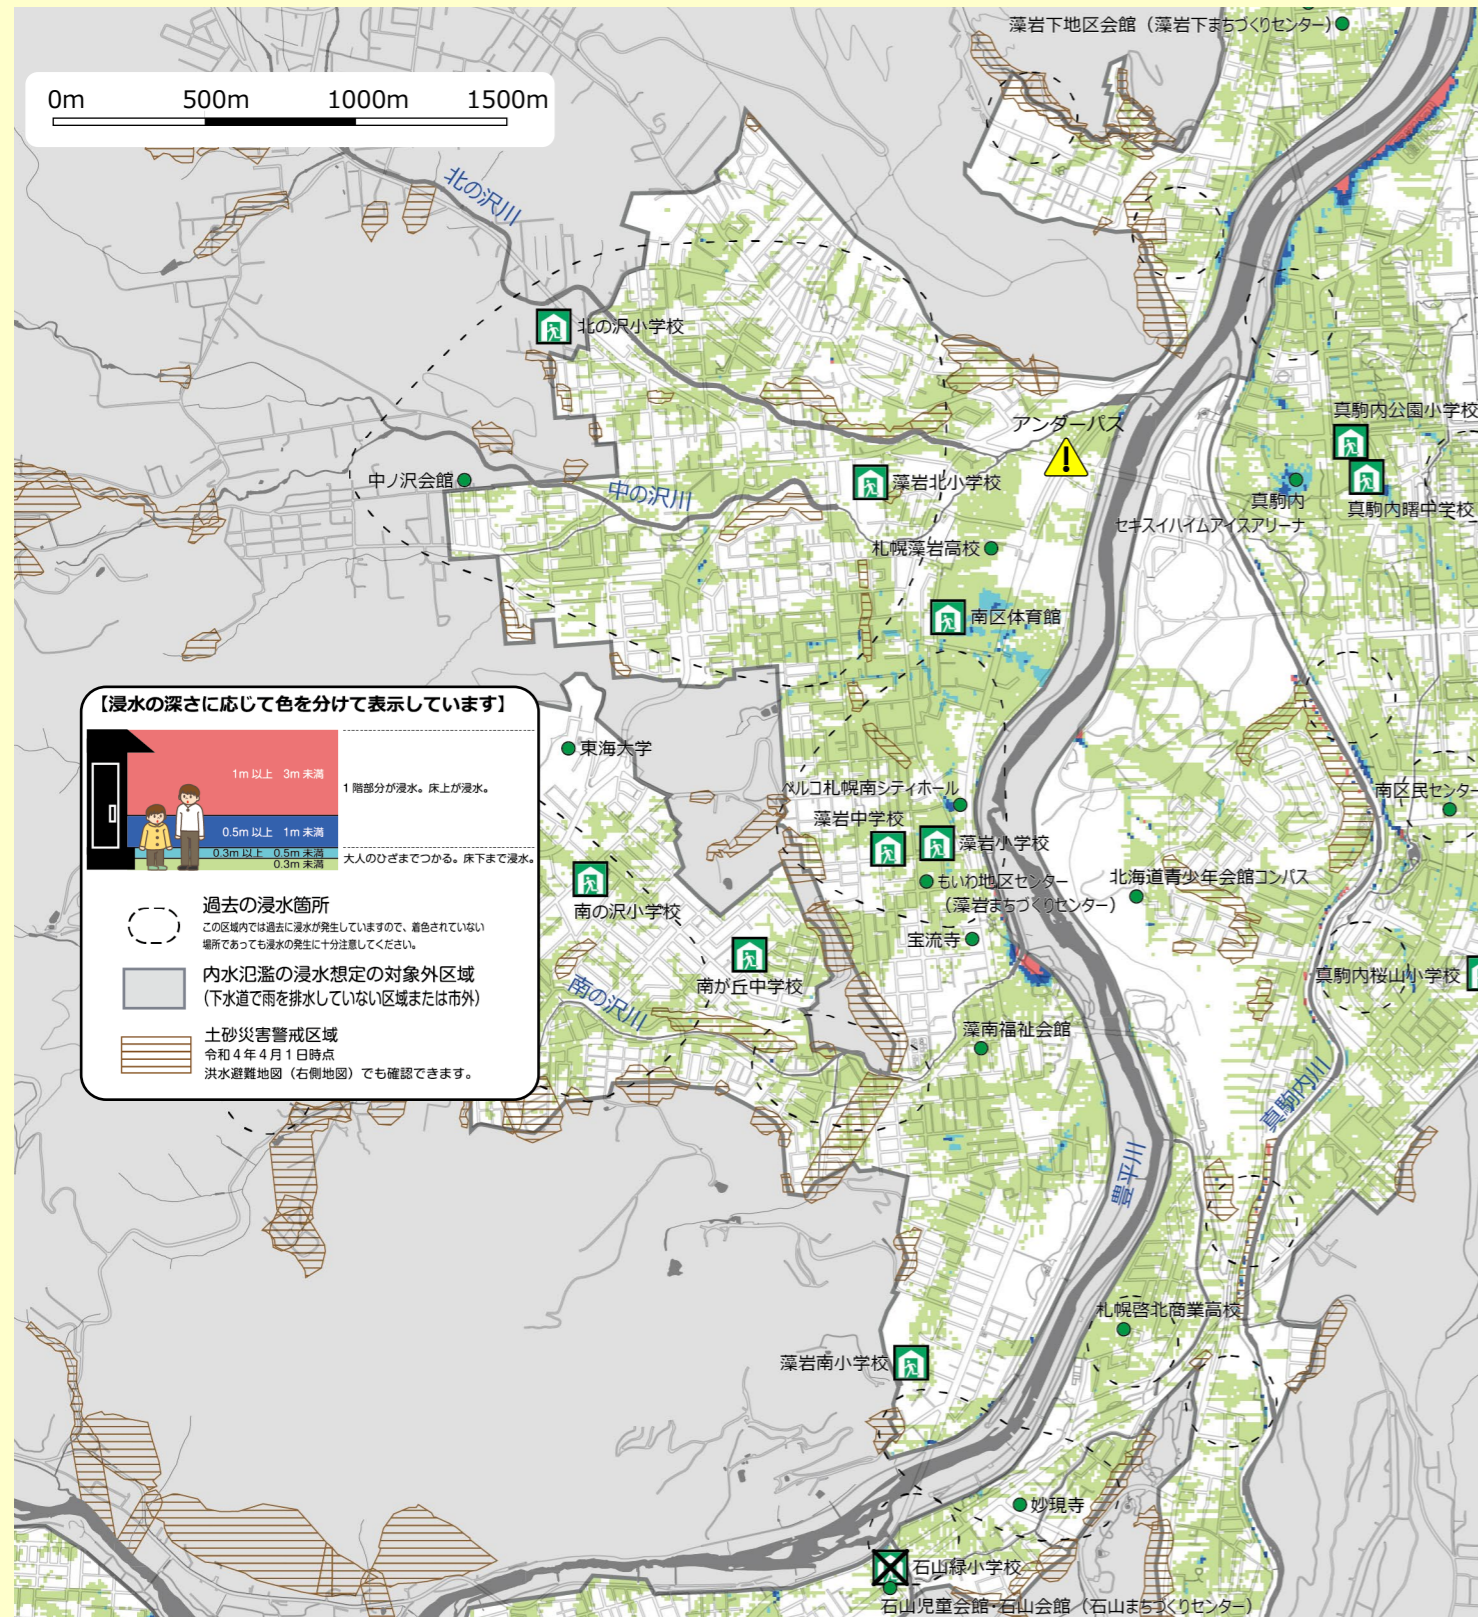 藻岩下地区会館（藻岩下まちづくりセンター）
0m 500m 1000m 1500m
北の沢川
北の沢小学校
真駒内公園小学校
アンダーパス
中ノ沢会館
中の沢川
藻岩北小学校
真駒内
セキスイハイムアイスアリーナ
真駒内曙中学校
札幌藻岩高校
南区体育館
【浸水の深さに応じて色を分けて表示しています】
1m 以上 3m 未満
1 階部分が浸水。床上が浸水。
0.5m 以上 1m 未満
0.3m 以上 0.5m 未満
0.3m 未満
大人のひざまでつかる。床下まで浸水。
過去の浸水箇所
この区域内では過去に浸水が発生していますので、着色されていない
場所であっても浸水の発生に十分注意してください。
内水氾濫の浸水想定の対象外区域
（下水道で雨を排水していない区域または市外）
土砂災害警戒区域
令和４年４月１日時点
洪水避難地図（右側地図）でも確認できます。
東海大学
ベルコ札幌南シティホール
南区民センター
藻岩中学校
藻岩小学校
もいわ地区センター
（藻岩まちづくりセンター）
北海道青少年会館コンパス
南の沢小学校
宝流寺
南が丘中学校
真駒内桜山小学校
南の沢川
藻南福祉会館
真駒内川
豊平川
札幌啓北商業高校
藻岩南小学校
妙現寺
石山緑小学校
石山児童会館・石山会館（石山まちづくりセンター）